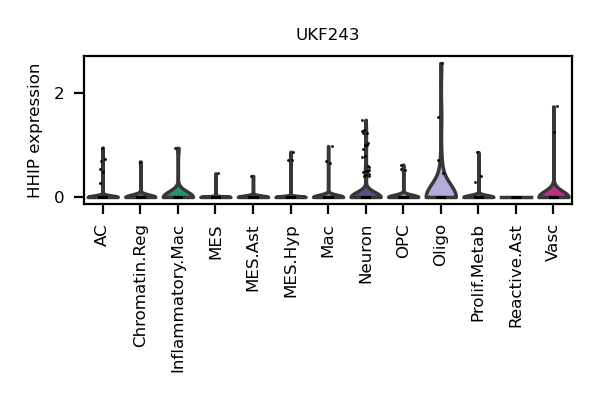 UKF243
HHIP expression
2
0
AC
Chromatin.Reg
Inflammatory.Mac
MES
MES.Ast
MES.Hyp
Mac
Neuron
OPC
Oligo
Prolif.Metab
Reactive.Ast
Vasc